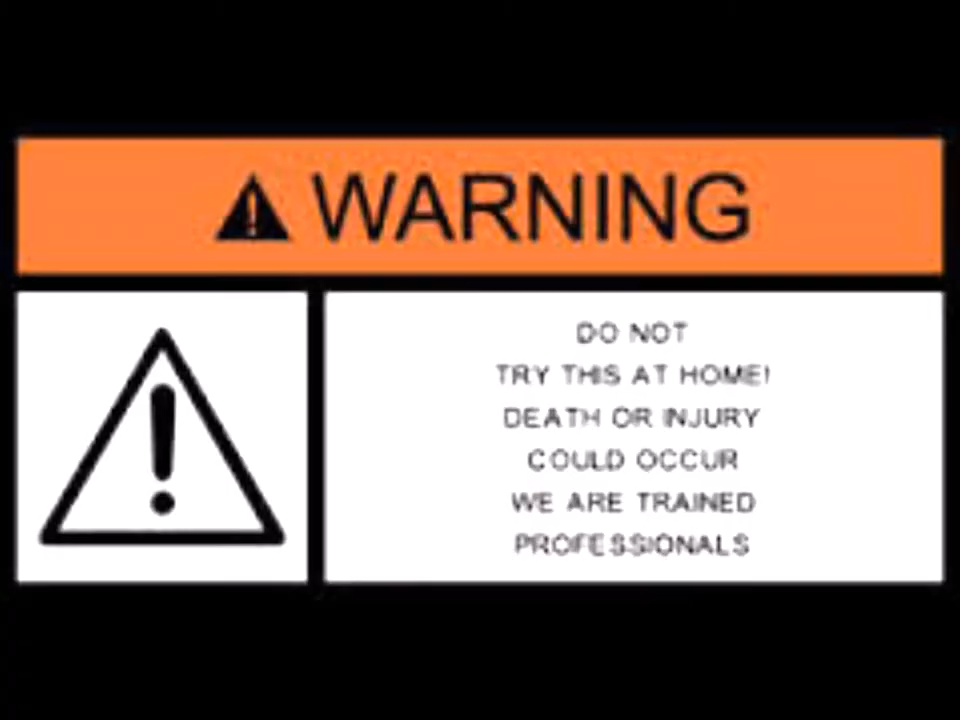 WARNING
DO NOT
TRY THIS AT HOME!
DEATH OR INJURY
COULD OCCUR
WE ARE TRAINED
PROFESSIONALS